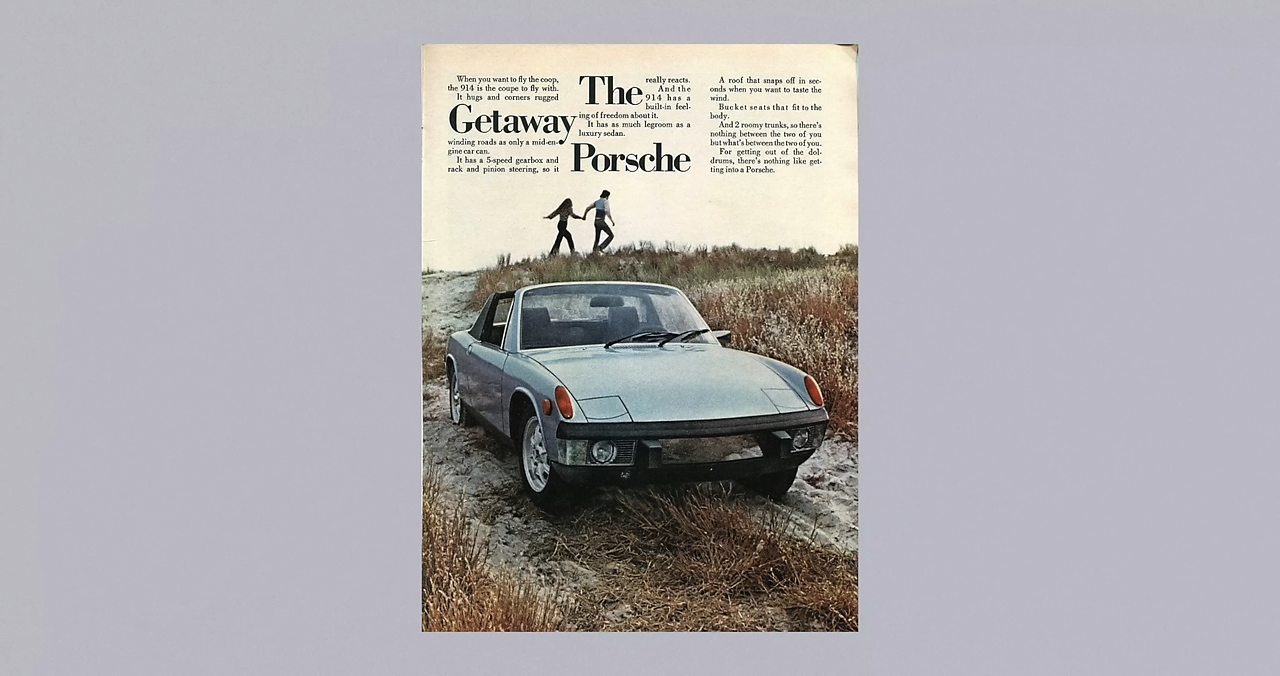 When you want to fly the coop,
the 914 is the coupe to fly with.
It hugs and corners rugged
winding roads as only a mid-en-
gine car can.
It has a 5-speed gearbox and
rack and pinion steering, so it
The
Getaway
Porsche
really reacts.
And the
914 has a
built-in feel-
ing of freedom about it.
It has as much legroom as a
luxury sedan.
A roof that snaps off in sec-
onds when you want to taste the
wind.
Bucket seats that fit to the
body.
And 2 roomy trunks, so there's
nothing between the two of you
but what's between the two of you.
For getting out of the dol-
drums, there's nothing like get-
ting into a Porsche.